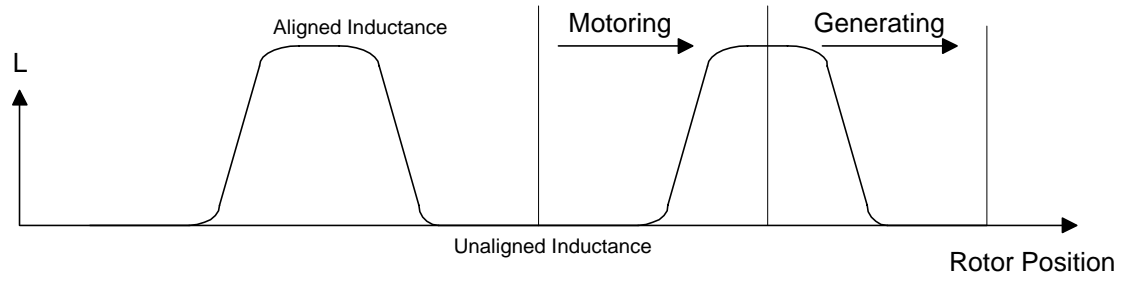 Aligned Inductance
Motoring
Generating
L
Unaligned Inductance
Rotor Position